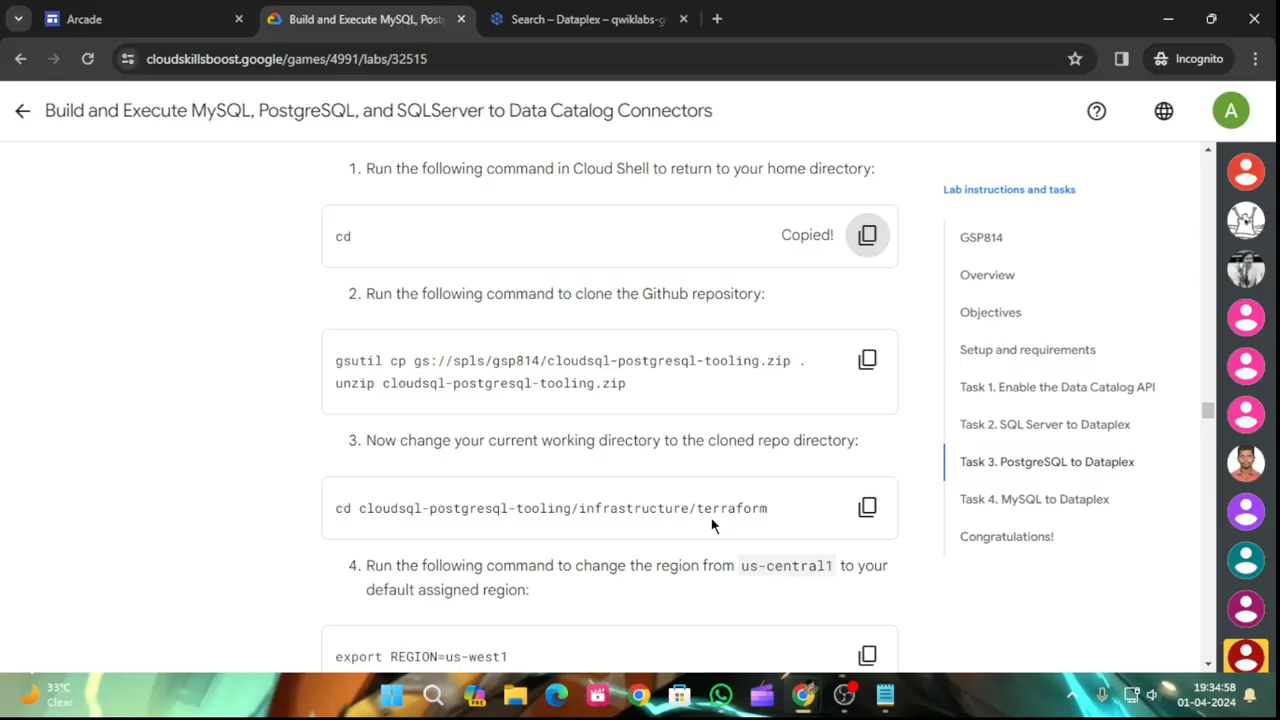 Arcade
Build and Execute MySQL, Post
Search – Dataplex – qwiklabs-g
cloudskillsboost.google/games/4991/labs/32515
Incognito
Build and Execute MySQL, PostgreSQL, and SQLServer to Data Catalog Connectors
A
1. Run the following command in Cloud Shell to return to your home directory:
cd
Copied!
2. Run the following command to clone the Github repository:
gsutil cp gs://spls/gsp814/cloudsql-postgresql-tooling.zip .
unzip cloudsql-postgresql-tooling.zip
3. Now change your current working directory to the cloned repo directory:
cd cloudsql-postgresql-tooling/infrastructure/terraform
4. Run the following command to change the region from us-central1 to your
default assigned region:
export REGION=us-west1
Lab instructions and tasks
GSP814
Overview
Objectives
Setup and requirements
Task 1. Enable the Data Catalog API
Task 2. SQL Server to Dataplex
Task 3. PostgreSQL to Dataplex
Task 4. MySQL to Dataplex
Congratulations!
33°C
Clear
PRE
19:34:58
01-04-2024